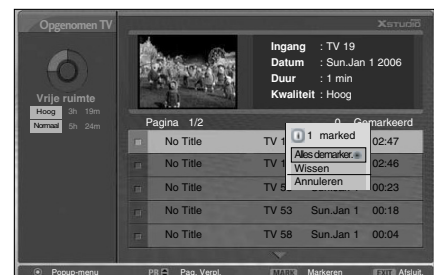 Opgenomen TV
XSTUDIO
Ingang : TV 19
Datum : Sun.Jan 1 2006
Duur : 1 min
Kwaliteit : Hoog
Vrije ruimte
Hoog 3h 19m
Normaal 5h 24m
Pagina 1/2 0 Gemarkeerd
1 marked
Alles demarker.
Wissen
Annuleren
No Title TV 1 02:47
No Title TV 1 02:46
No Title TV 5 Sun.Jan 1 00:23
No Title TV 53 Sun.Jan 1 00:18
No Title TV 58 Sun.Jan 1 00:04
Popup-menu PR Pag. Verpl. MARK Markeren EXIT Afsluit.